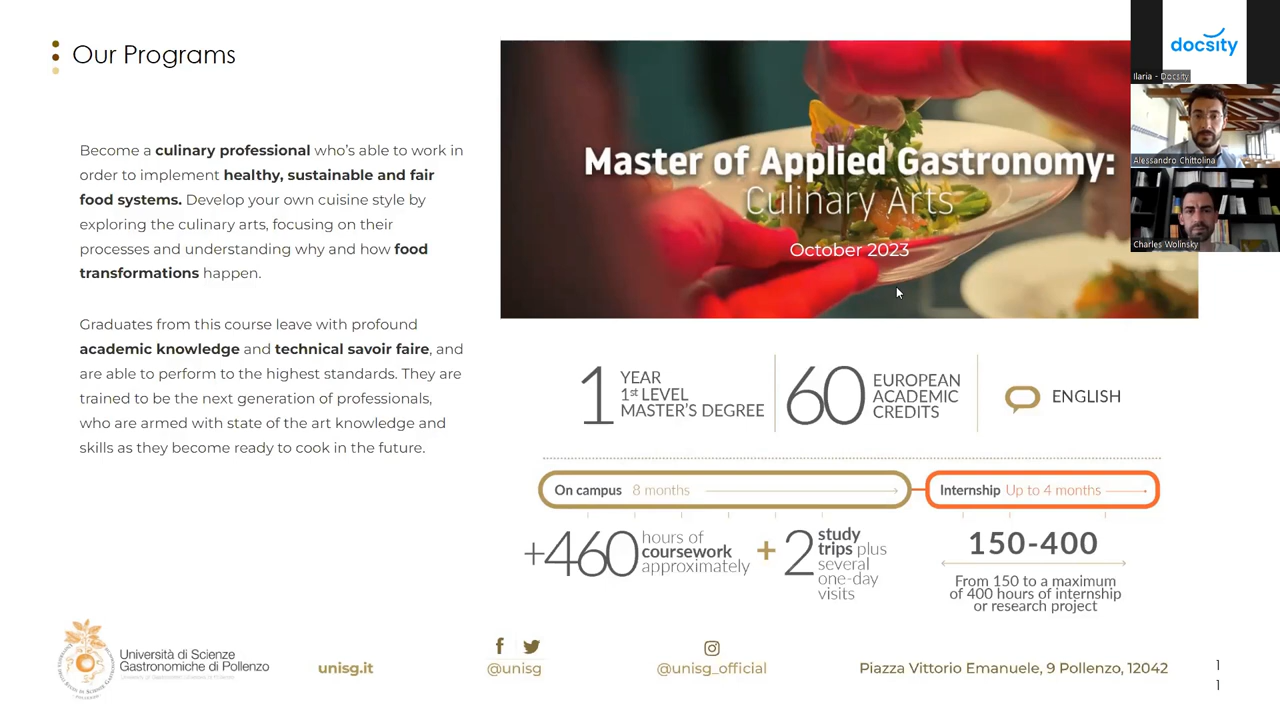 Our Programs
Become a culinary professional who's able to work in
order to implement healthy, sustainable and fair
food systems. Develop your own cuisine style by
exploring the culinary arts, focusing on their
processes and understanding why and how food
transformations happen.
Graduates from this course leave with profound
academic knowledge and technical savoir faire, and
are able to perform to the highest standards. They are
trained to be the next generation of professionals,
who are armed with state of the art knowledge and
skills as they become ready to cook in the future.
Master of Applied Gastronomy:
Culinary Arts
October 2023
docsity
Ilaria - Docsity
Alessandro Chittolina
Charles Wolinsky
1 YEAR
1st LEVEL
MASTER'S DEGREE
60 EUROPEAN
ACADEMIC
CREDITS
ENGLISH
On campus 8 months
Internship Up to 4 months
+460 hours of
coursework
approximately
+ 2 study
trips plus
several
one-day
visits
150-400
From 150 to a maximum
of 400 hours of internship
or research project
Università di Scienze
Gastronomiche di Pollenzo
unisg.it
@unisg
@unisg_official
Piazza Vittorio Emanuele, 9 Pollenzo, 12042
1
1